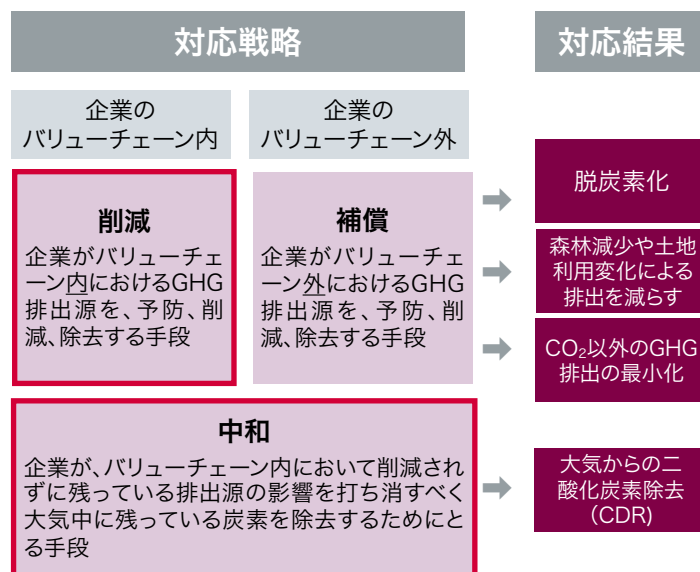 対応戦略
対応結果
企業の
バリューチェーン内
企業の
バリューチェーン外
削減
企業がバリューチェ
ーン内におけるGHG
排出源を、予防、削
減、除去する手段
補償
企業がバリューチェ
ーン外におけるGHG
排出源を、予防、削
減、除去する手段
脱炭素化
森林減少や土地
利用変化による
排出を減らす
CO₂以外のGHG
排出の最小化
中和
企業が、バリューチェーン内において削減され
ずに残っている排出源の影響を打ち消すべく
大気中に残っている炭素を除去するためにと
る手段
大気からの二
酸化炭素除去
（CDR)